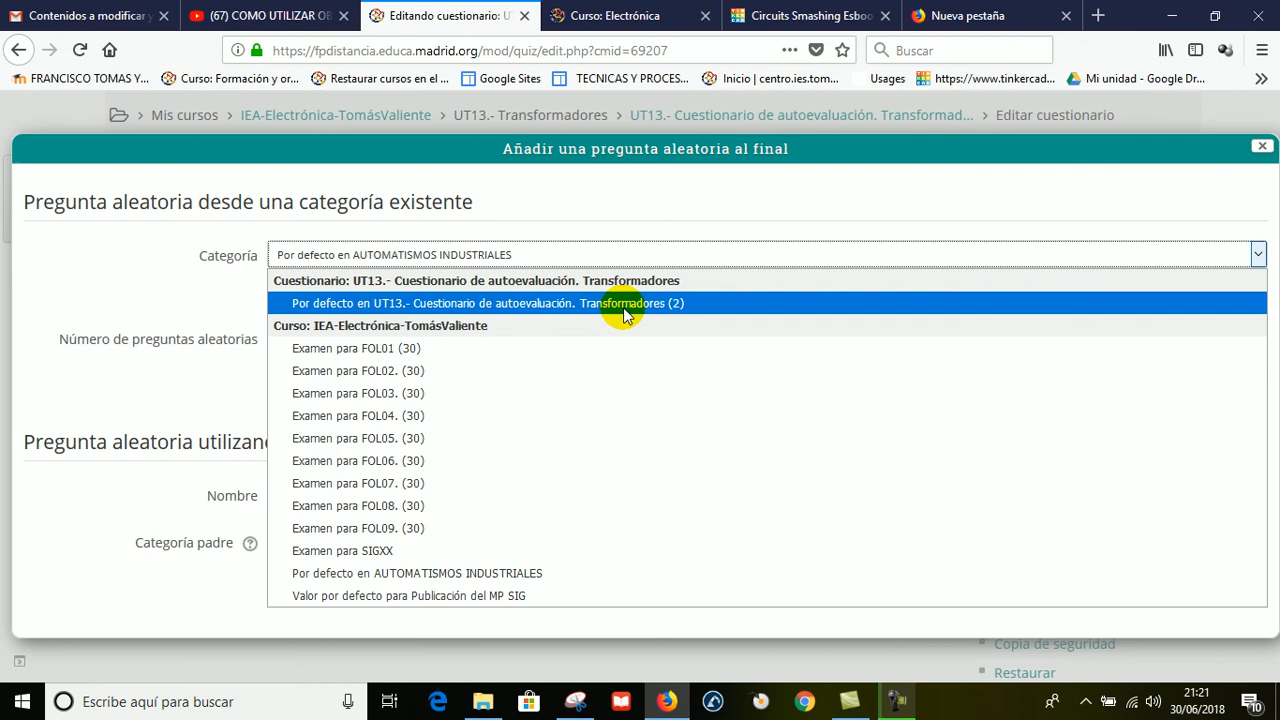 Contenidos a modificar y
(67) COMO UTILIZAR OB
Editando cuestionario: UT
Curso: Electrónica
Circuits Smashing Esboo
Nueva pestaña
https://fpdistancia.educa.madrid.org/mod/quiz/edit.php?cmid=69207
Buscar
FRANCISCO TOMAS Y...
Curso: Formación y or...
Restaurar cursos en el ...
Google Sites
TECNICAS Y PROCES...
Inicio | centro.ies.tom...
Usages
https://www.tinkercad...
Mi unidad - Google Dr...
Mis cursos > IEA-Electrónica-TomásValiente > UT13.- Transformadores > UT13.- Cuestionario de autoevaluación. Transformad... > Editar cuestionario
Añadir una pregunta aleatoria al final
Pregunta aleatoria desde una categoría existente
Categoría
Por defecto en AUTOMATISMOS INDUSTRIALES
Cuestionario: UT13.- Cuestionario de autoevaluación. Transformadores
Por defecto en UT13.- Cuestionario de autoevaluación. Transformadores (2)
Curso: IEA-Electrónica-TomásValiente
Número de preguntas aleatorias
Examen para FOL01 (30)
Examen para FOL02. (30)
Examen para FOL03. (30)
Examen para FOL04. (30)
Pregunta aleatoria utilizan
Examen para FOL05. (30)
Examen para FOL06. (30)
Examen para FOL07. (30)
Nombre
Examen para FOL08. (30)
Examen para FOL09. (30)
Categoría padre
Examen para SIGXX
Por defecto en AUTOMATISMOS INDUSTRIALES
Valor por defecto para Publicación del MP SIG
Copia de seguridad
Restaurar
Escribe aquí para buscar
21:21
30/06/2018
10